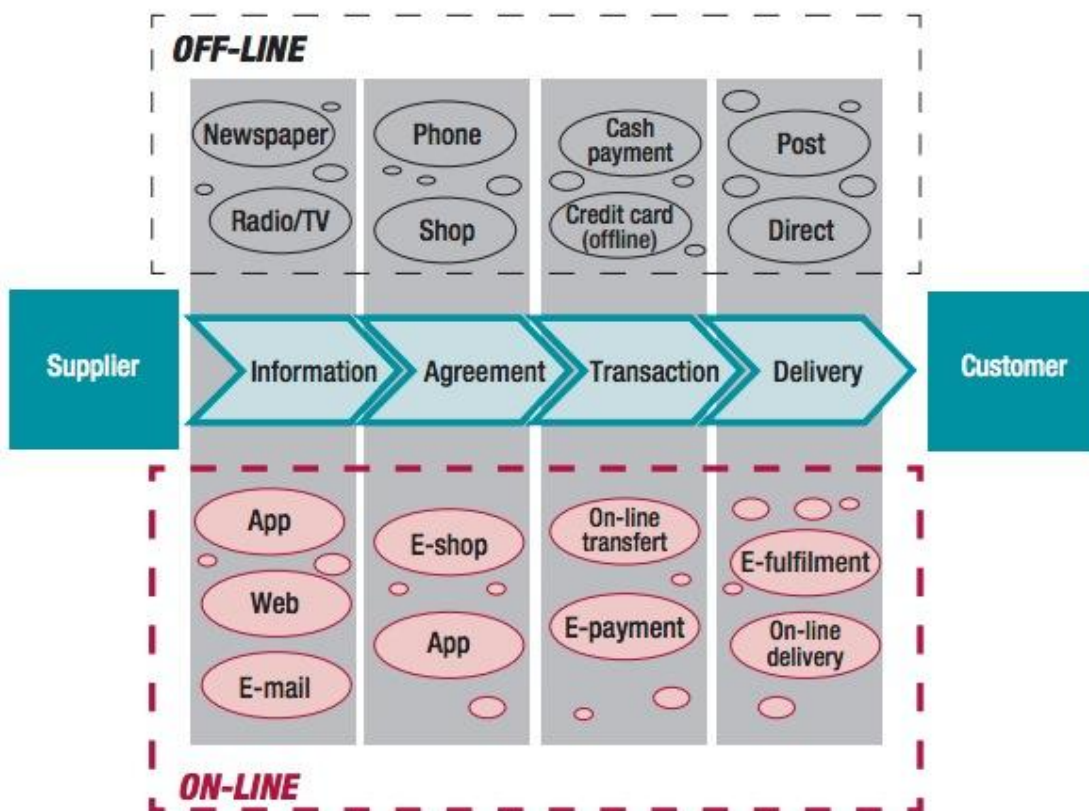 OFF-LINE
Newspaper
Radio/TV
Phone
Shop
Cash
payment
Credit card
(offline)
Post
Direct
Supplier
Information
Agreement
Transaction
Delivery
Customer
App
Web
E-mail
E-shop
App
On-line
transfert
E-payment
E-fulfilment
On-line
delivery
ON-LINE